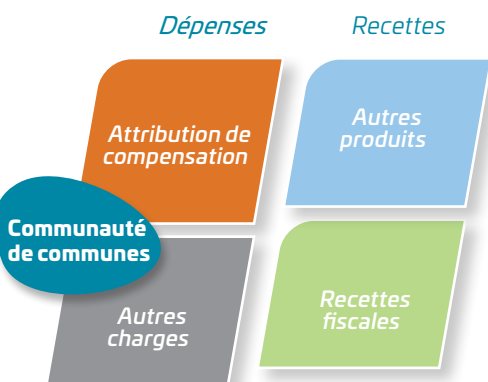 Dépenses
Recettes
Attribution de
compensation
Autres
produits
Communauté
de communes
Autres
charges
Recettes
fiscales